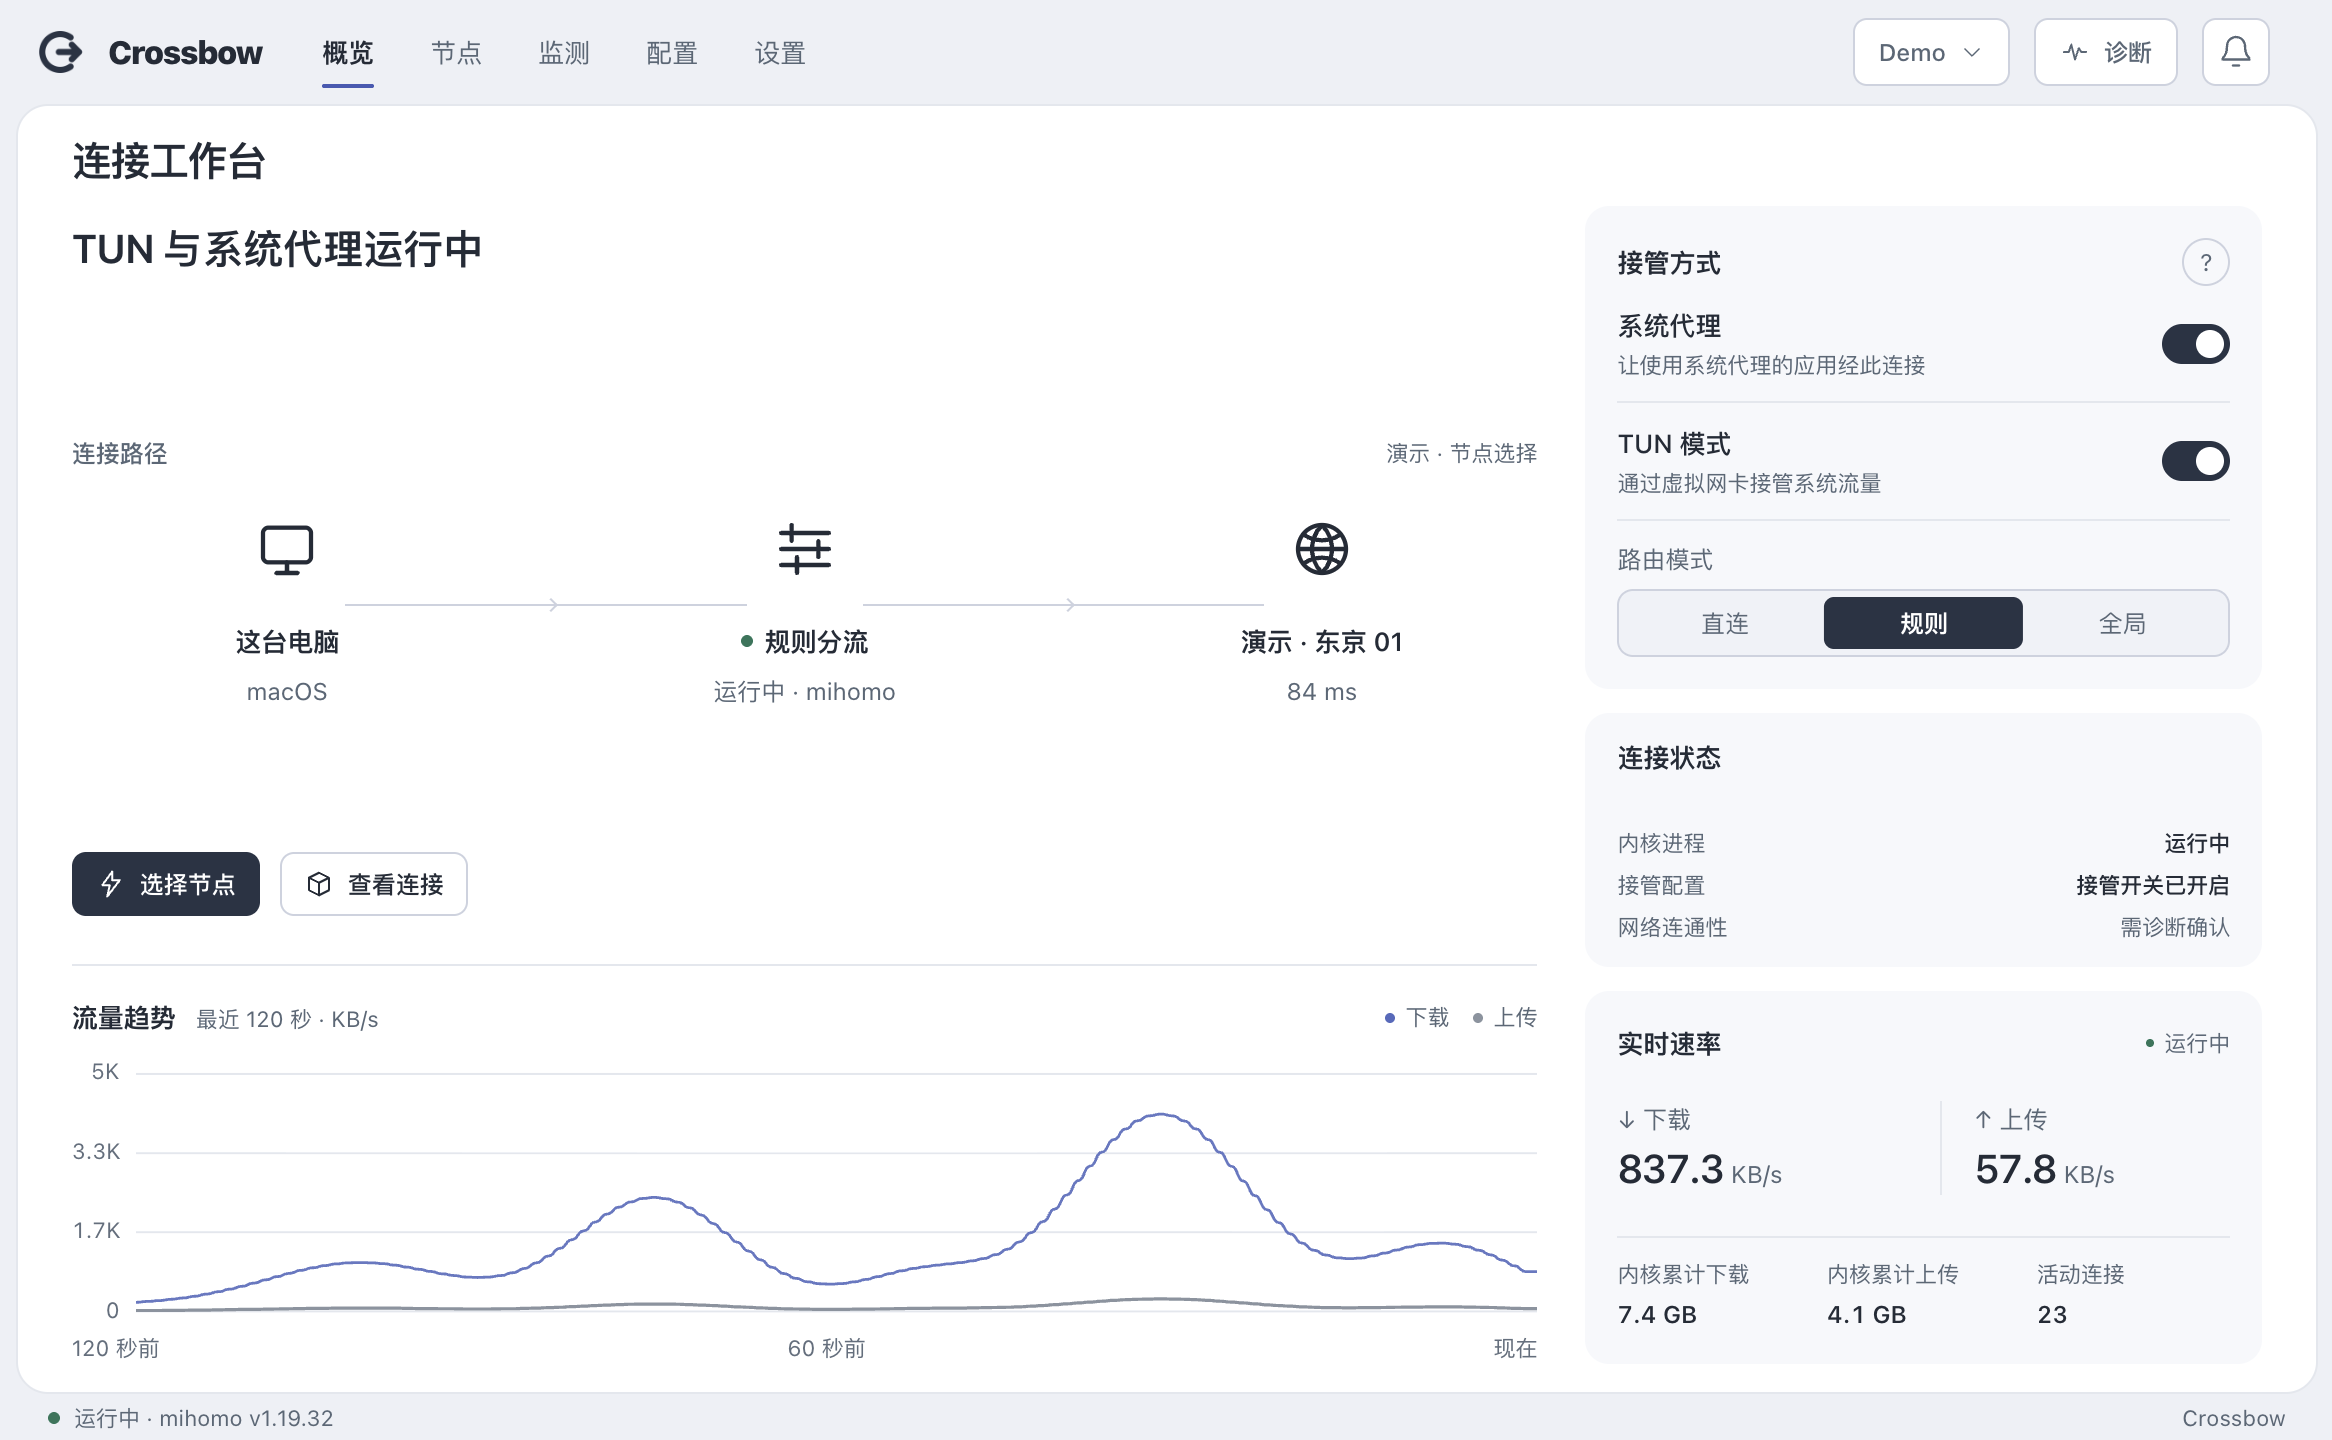 Crossbow 概览 节点 监测 配置 设置 Demo 诊断
连接工作台
TUN 与系统代理运行中
连接路径 演示 · 节点选择
这台电脑 规则分流 演示 · 东京 01
macOS 运行中 · mihomo 84 ms
选择节点 查看连接
流量趋势 最近 120 秒 · KB/s 下载 上传
5K
3.3K
1.7K
0
120 秒前 60 秒前 现在
接管方式 ?
系统代理
让使用系统代理的应用经此连接
TUN 模式
通过虚拟网卡接管系统流量
路由模式
直连 规则 全局
连接状态
内核进程 运行中
接管配置 接管开关已开启
网络连通性 需诊断确认
实时速率 运行中
↓ 下载 ↑ 上传
837.3 KB/s 57.8 KB/s
内核累计下载 内核累计上传 活动连接
7.4 GB 4.1 GB 23
运行中 · mihomo v1.19.32 Crossbow